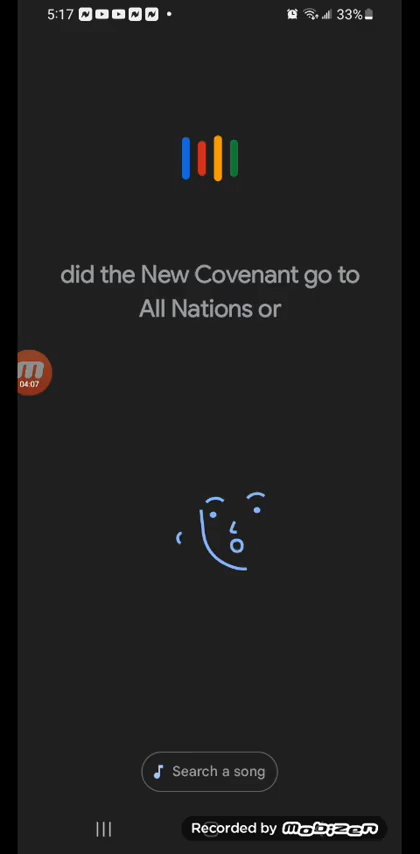 5:17
33%
did the New Covenant go to
All Nations or
04:07
Search a song
Recorded by mobizen